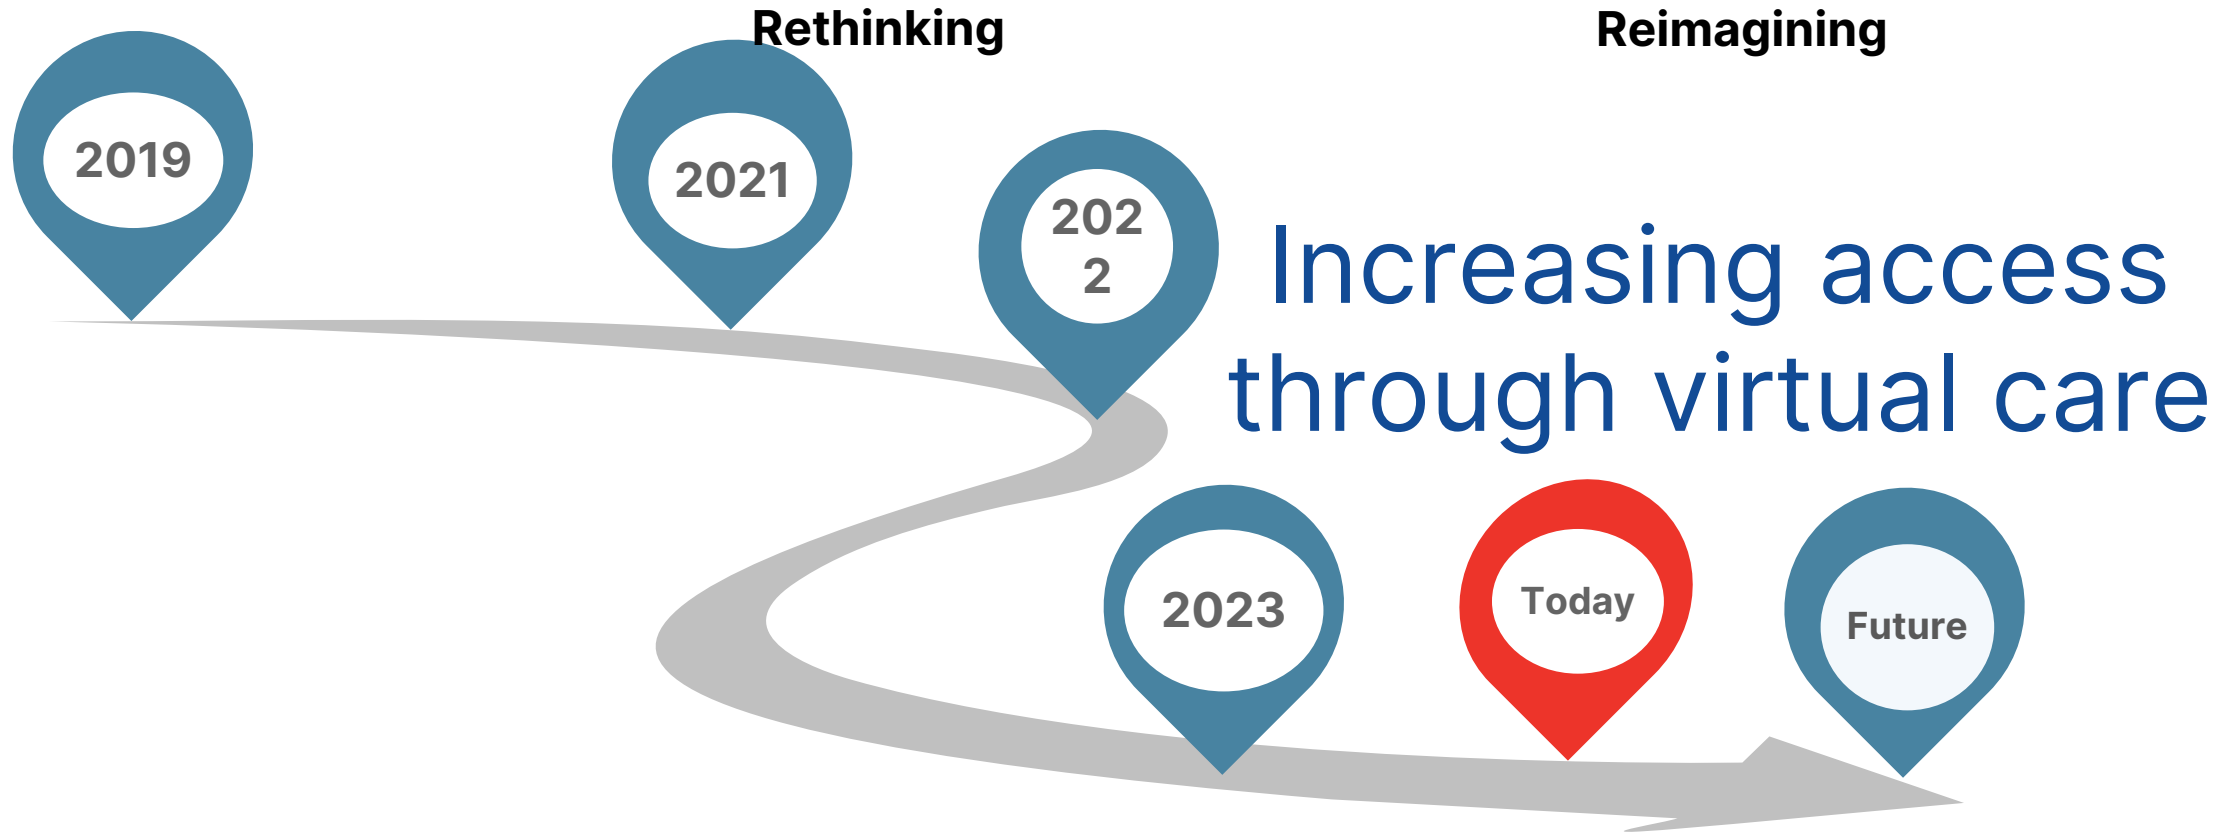 Rethinking
Reimagining
2019
2021
202
2
Increasing access
through virtual care
2023
Today
Future